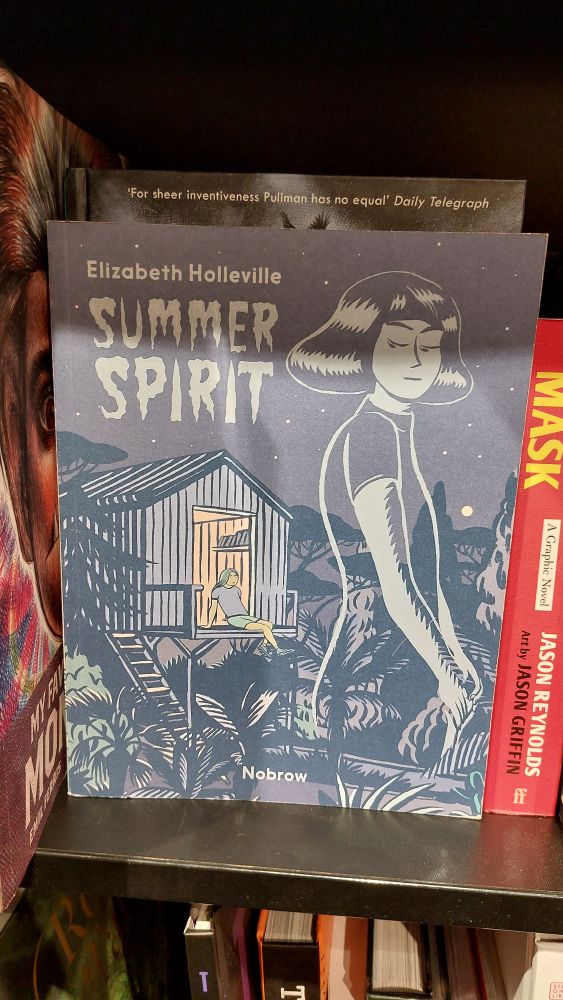 'For sheer inventiveness Pullman has no equal' Daily Telegraph
Elizabeth Holleville
SUMMER
SPIRIT
Nobrow
MASK
A Graphic Novel
JASON REYNOLDS
Art by JASON GRIFFIN
ff
T
T